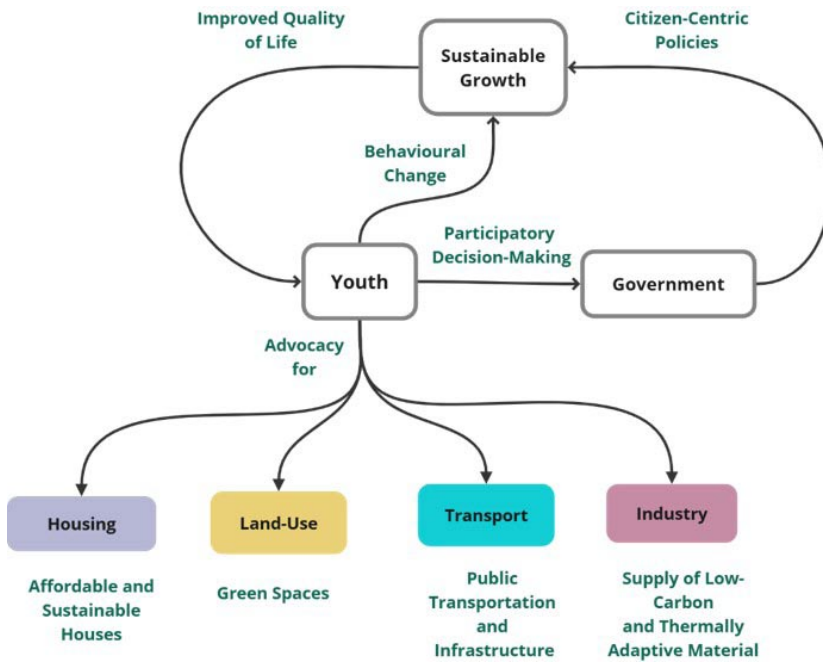 Improved Quality
of Life
Sustainable
Growth
Citizen-Centric
Policies
Behavioural
Change
Participatory
Decision-Making
Youth
Government
Advocacy
for
Housing
Land-Use
Transport
Industry
Affordable and
Sustainable
Houses
Green Spaces
Public
Transportation
and
Infrastructure
Supply of Low-
Carbon
and Thermally
Adaptive Material